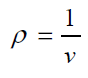 ρ = 1/v